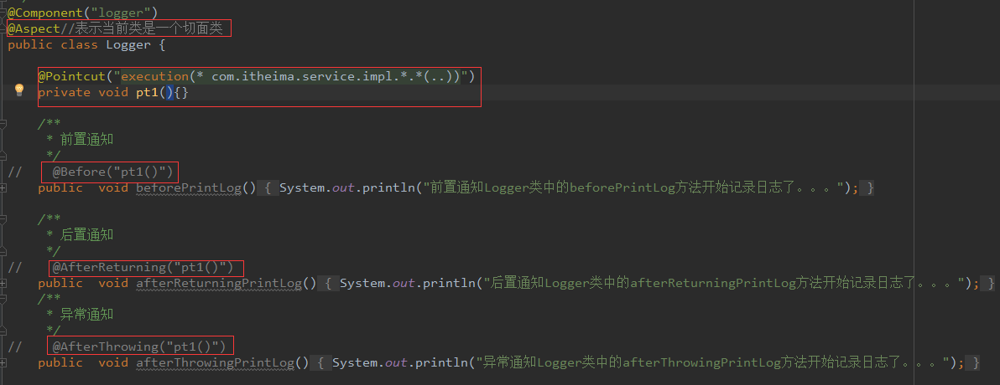 */
@Component("logger")
@Aspect//表示当前类是一个切面类
public class Logger {
@Pointcut("execution(* com.itheima.service.impl.*.*(..))")
private void pt1(){}
/**
* 前置通知
*/
// @Before("pt1()")
public  void beforePrintLog() { System.out.println("前置通知Logger类中的beforePrintLog方法开始记录日志了。。。"); }
/**
* 后置通知
*/
// @AfterReturning("pt1()")
public  void afterReturningPrintLog() { System.out.println("后置通知Logger类中的afterReturningPrintLog方法开始记录日志了。。。"); }
/**
* 异常通知
*/
// @AfterThrowing("pt1()")
public  void afterThrowingPrintLog() { System.out.println("异常通知Logger类中的afterThrowingPrintLog方法开始记录日志了。。。"); }